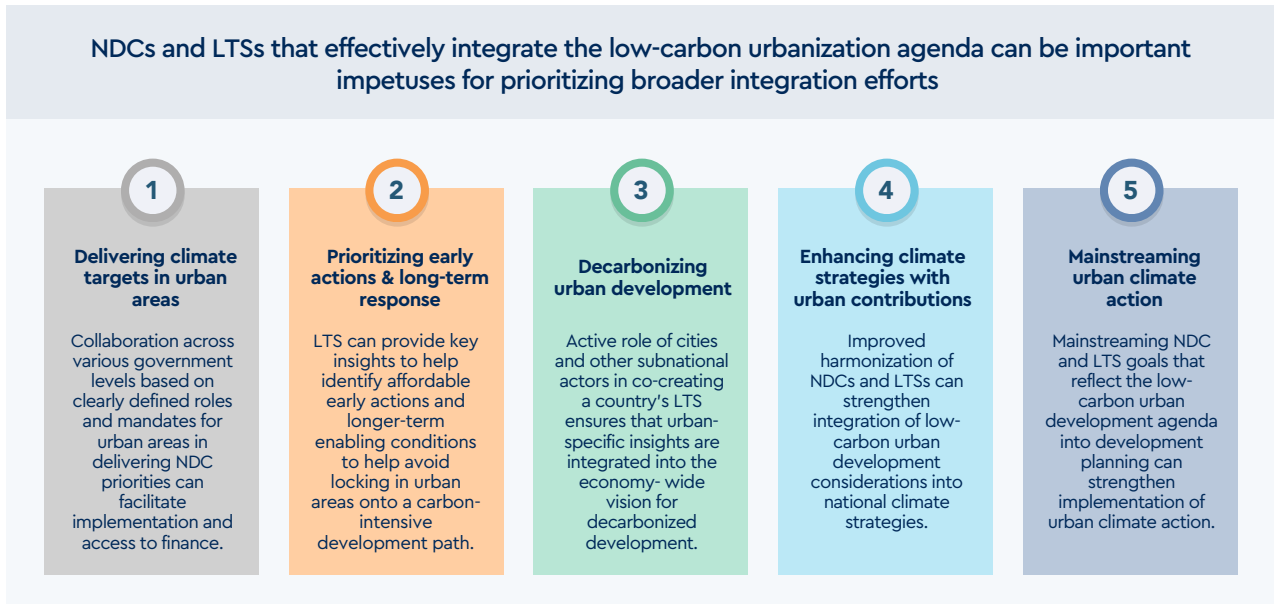 NDCs and LTSs that effectively integrate the low-carbon urbanization agenda can be important
impetuses for prioritizing broader integration efforts
1
Delivering climate
targets in urban
areas
Collaboration across
various government
levels based on
clearly defined roles
and mandates for
urban areas in
delivering NDC
priorities can
facilitate
implementation and
access to finance.
2
Prioritizing early
actions & long-term
response
LTS can provide key
insights to help
identify affordable
early actions and
longer-term
enabling conditions
to help avoid
locking in urban
areas onto a carbon-
intensive
development path.
3
Decarbonizing
urban development
Active role of cities
and other subnational
actors in co-creating
a country's LTS
ensures that urban-
specific insights are
integrated into the
economy- wide
vision for
decarbonized
development.
4
Enhancing climate
strategies with
urban contributions
Improved
harmonization of
NDCs and LTSs can
strengthen
integration of low-
carbon urban
development
considerations into
national climate
strategies.
5
Mainstreaming
urban climate
action
Mainstreaming NDC
and LTS goals that
reflect the low-
carbon urban
development agenda
into development
planning can
strengthen
implementation of
urban climate action.